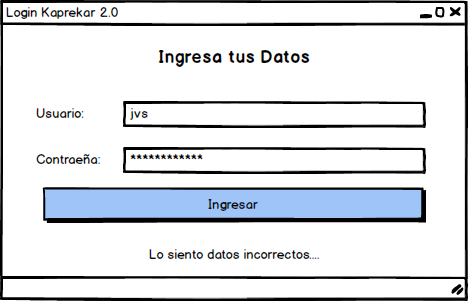 Login Kaprekar 2.0
Ingresa tus Datos
Usuario: jvs
Contraeña: ************
Ingresar
Lo siento datos incorrectos....